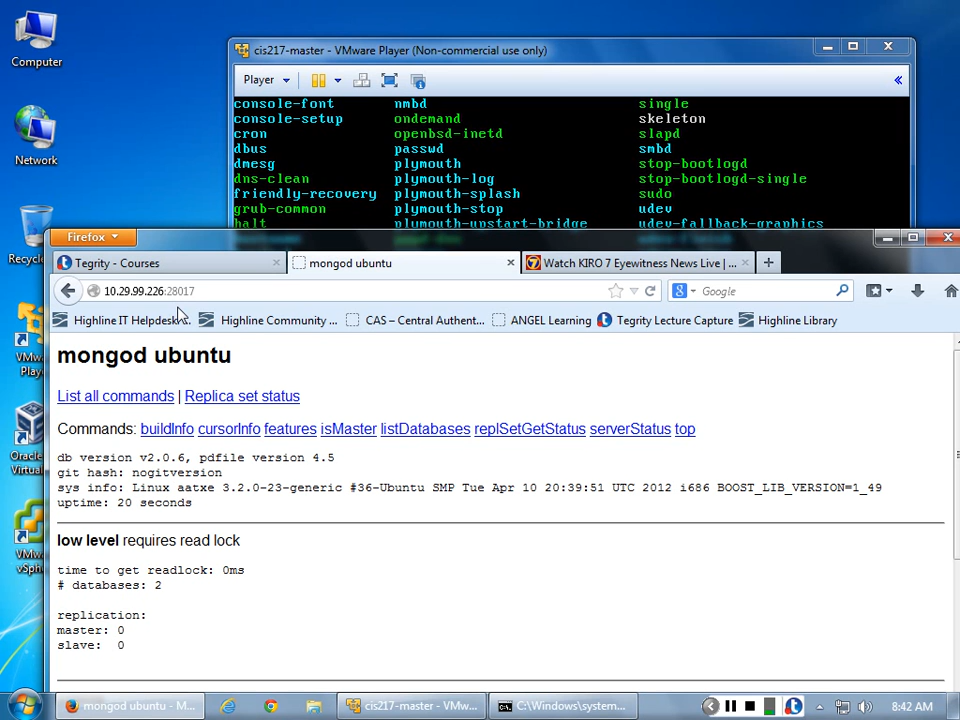 Computer
Network
Recycle
VMw
Play
Oracle
Virtual
VMw
vSph
cis217-master - VMware Player (Non-commercial use only)
Player
console-font nmbd single
console-setup ondemand skeleton
cron openbsd-inetd slapd
dbus passwd smbd
dmesg plymouth stop-bootlogd
dns-clean plymouth-log stop-bootlogd-single
friendly-recovery plymouth-splash sudo
grub-common plymouth-stop udev
halt plymouth-upstart-bridge udev-fallback-graphics
Firefox
Tegrity - Courses
mongod ubuntu
Watch KIRO 7 Eyewitness News Live | ...
10.29.99.226:28017
Google
Highline IT Helpdesk ...
Highline Community ...
CAS – Central Authent...
ANGEL Learning
Tegrity Lecture Capture
Highline Library
mongod ubuntu
List all commands | Replica set status
Commands: buildInfo cursorInfo features isMaster listDatabases replSetGetStatus serverStatus top
db version v2.0.6, pdfile version 4.5
git hash: nogitversion
sys info: Linux aatxe 3.2.0-23-generic #36-Ubuntu SMP Tue Apr 10 20:39:51 UTC 2012 i686 BOOST_LIB_VERSION=1_49
uptime: 20 seconds
low level requires read lock
time to get readlock: 0ms
# databases: 2
replication:
master: 0
slave: 0
mongod ubuntu - M...
cis217-master - VMw...
C:\Windows\system...
8:42 AM